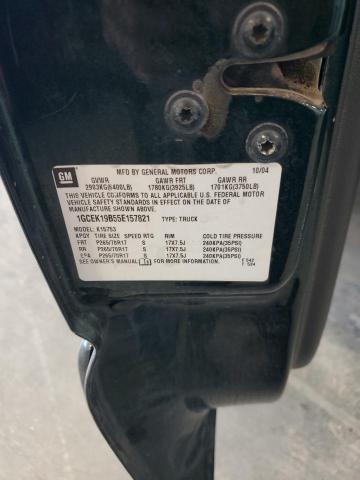 GM
MFD BY GENERAL MOTORS CORP. 10/04
GVWR GAWR FRT GAWR RR
2903KG(6400LB) 1780KG(3925LB) 1701KG(3750LB)
THIS VEHICLE CONFORMS TO ALL APPLICABLE U.S. FEDERAL MOTOR
VEHICLE SAFETY STANDARDS IN EFFECT ON THE DATE OF
MANUFACTURE SHOWN ABOVE.
1GCEK19B55E157821 TYPE: TRUCK
MODEL: K15753
TIRE SIZE SPEED RTG RIM COLD TIRE PRESSURE
FRT P265/70R17 S 17X7.5J 240KPA(35PSI)
RR P265/70R17 S 17X7.5J 240KPA(35PSI)
SPA P265/70R17 S 17X7.5J 240KPA(35PSI)
SEE OWNER'S MANUAL FOR MORE INFORMATION.